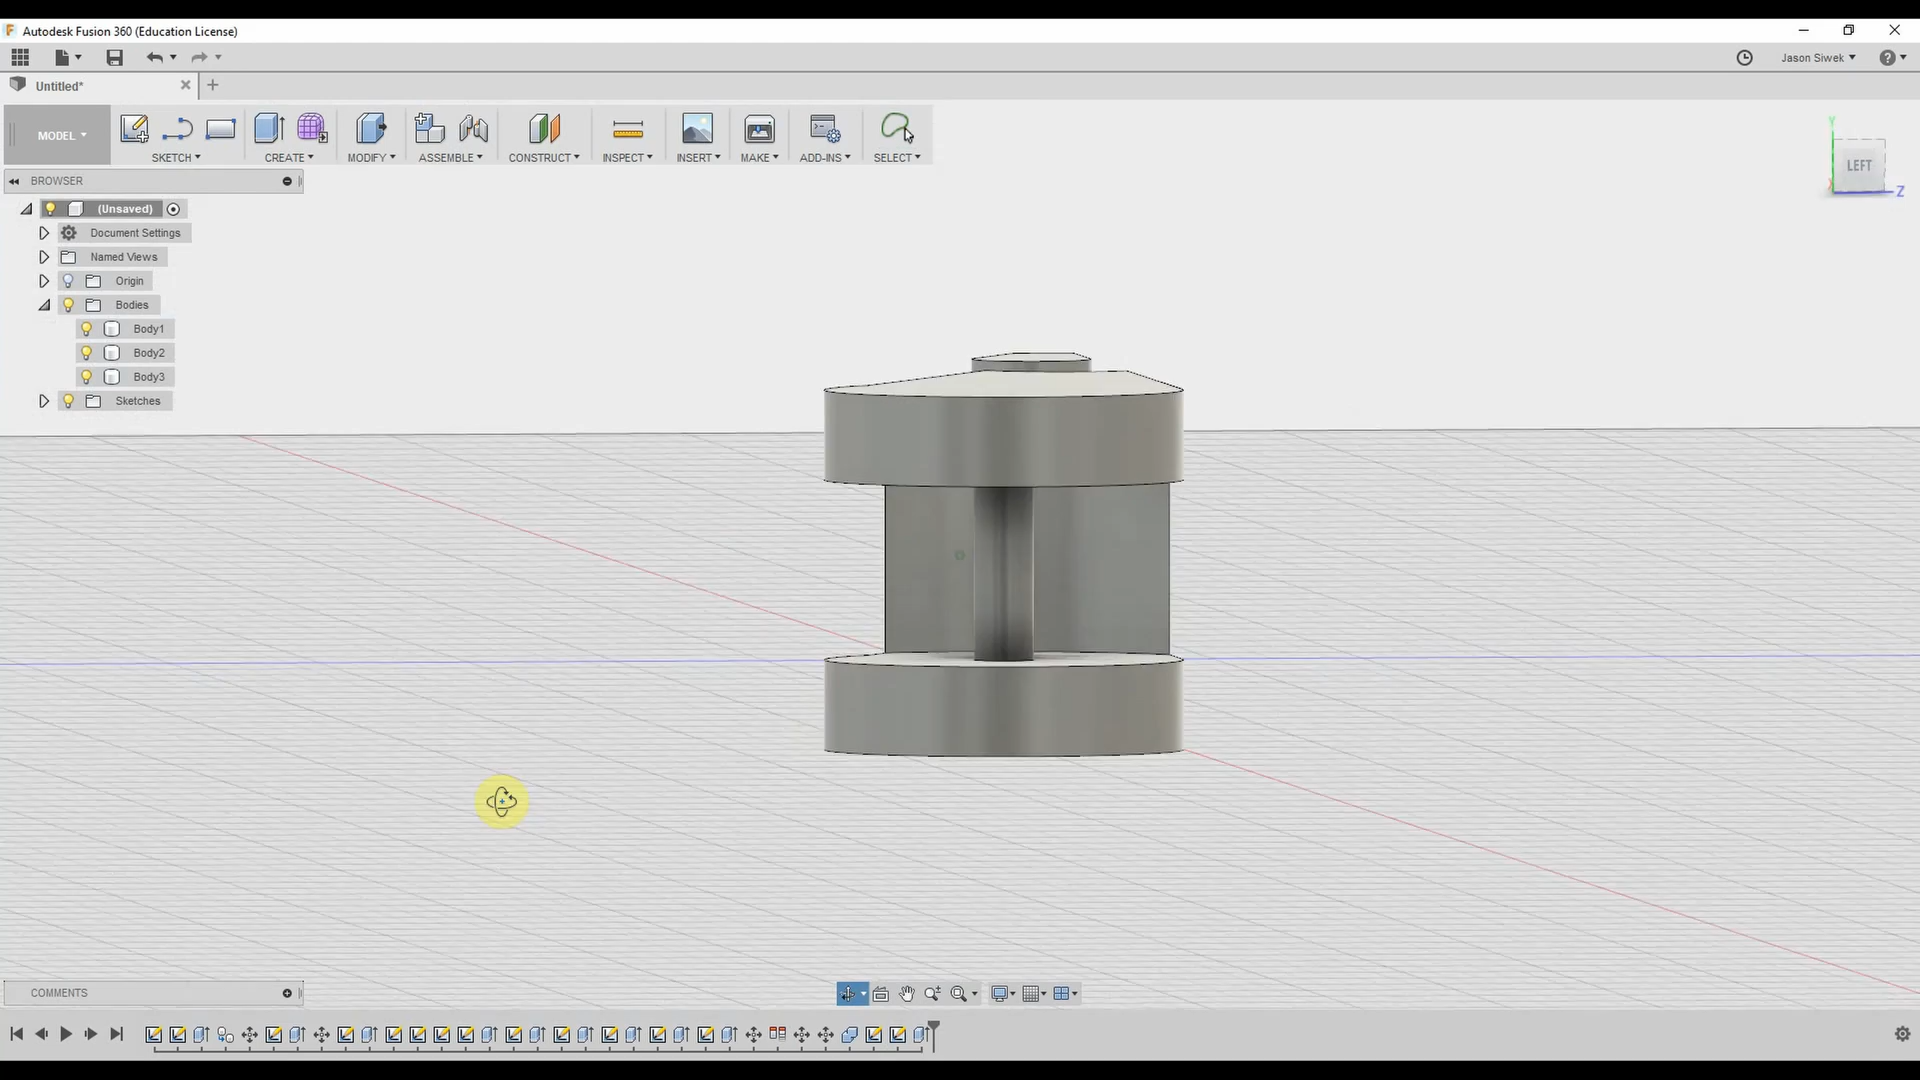 Autodesk Fusion 360 (Education License)
Jason Siwek
Untitled*
MODEL
SKETCH
CREATE
MODIFY
ASSEMBLE
CONSTRUCT
INSPECT
INSERT
MAKE
ADD-INS
SELECT
Y
LEFT
X
Z
BROWSER
(Unsaved)
Document Settings
Named Views
Origin
Bodies
Body1
Body2
Body3
Sketches
COMMENTS